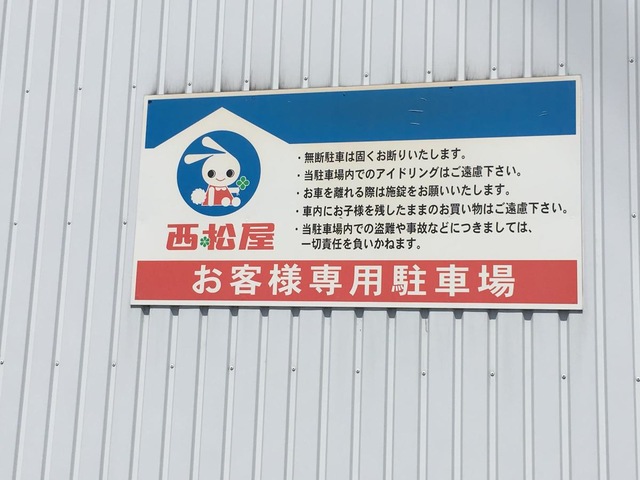 ・無断駐車は固くお断りいたします。
・当駐車場内でのアイドリングはご遠慮下さい。
・お車を離れる際は施錠をお願いいたします。
・車内にお子様を残したままのお買い物はご遠慮下さい。
・当駐車場内での盗難や事故などにつきましては、
一切責任を負いかねます。
西松屋
お客様専用駐車場